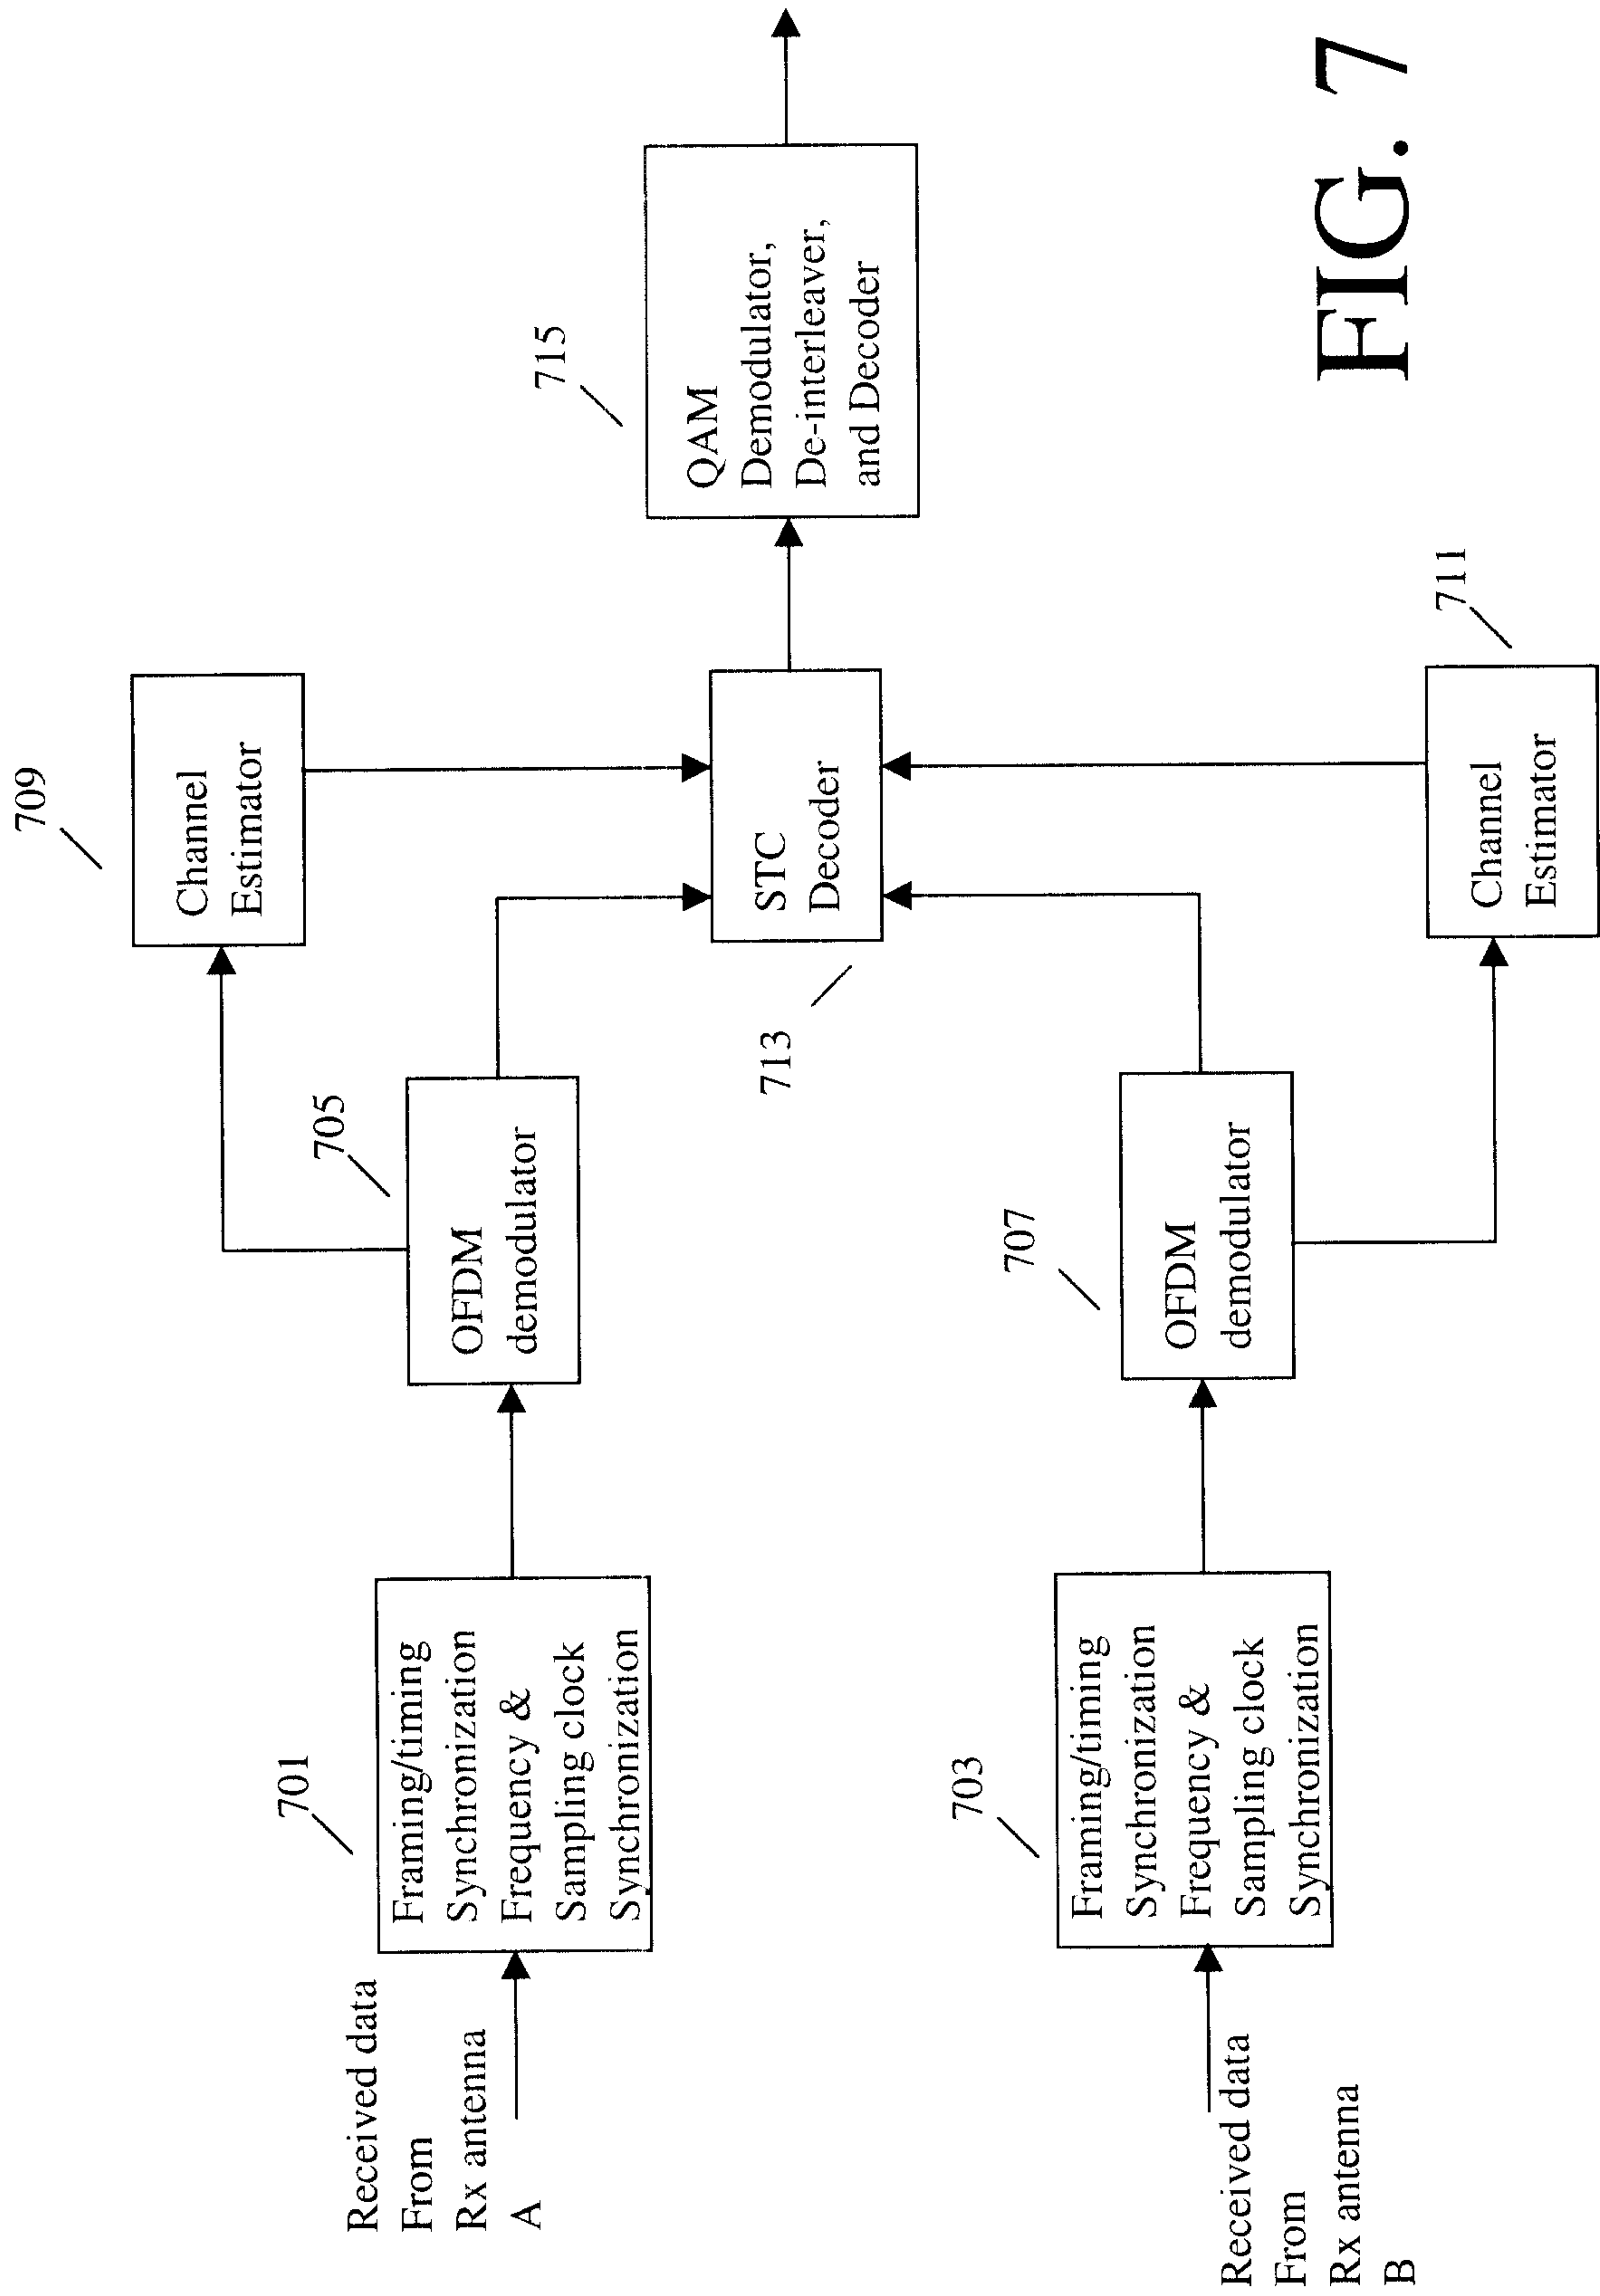 709
Channel
Estimator
715
QAM
Demodulator,
De-interleaver,
and Decoder
705
OFDM
demodulator
701
Framing/timing
Synchronization
Frequency &
Sampling clock
Synchronization
Received data
From
Rx antenna
A
STC
Decoder
713
707
OFDM
demodulator
703
Framing/timing
Synchronization
Frequency &
Sampling clock
Synchronization
Received data
From
Rx antenna
B
711
Channel
Estimator
FIG. 7